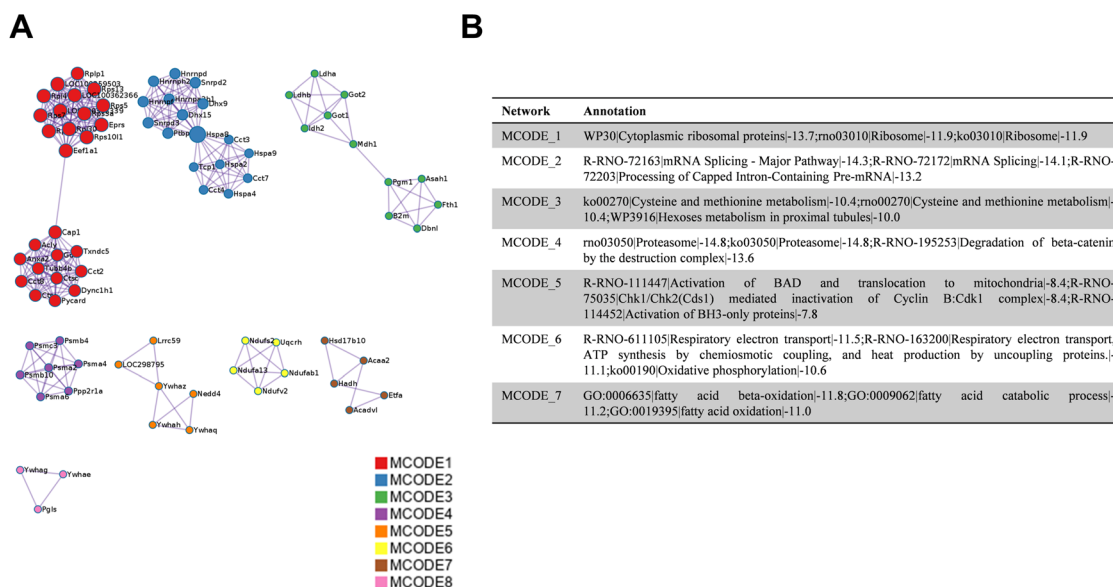 A
B
Rplp1
Rps13
LOC100362366
Rps5
Rps3a
Eprs
Rps10l1
Eef1a1
Cap1
Acly
Txndc5
Anxa2
Tubb4b
Cct2
Ctsc
Dync1h1
Pycard
Hnrnpd
Hnrnph2
Snrpd2
Hnrnpf
Dhx9
Dhx15
Snrpd3
Hspa8
Cct3
Hspa9
Tcp1
Hspa2
Cct7
Cct4
Hspa4
Ldha
Ldhb
Got2
Got1
Idh2
Mdh1
Pgm1
Asah1
Fth1
B2m
Dbnl
Psmc3
Psmb4
Psma2
Psma4
Psmb10
Ppp2r1a
Psma6
Lrrc59
LOC298795
Ywhaz
Nedd4
Ywhah
Ywhaq
Ndufs2
Uqcrh
Ndufa13
Ndufab1
Ndufv2
Hsd17b10
Acaa2
Hadh
Etfa
Acadvl
Ywhag
Ywhae
Pgls
MCODE1
MCODE2
MCODE3
MCODE4
MCODE5
MCODE6
MCODE7
MCODE8
Network Annotation
MCODE_1 WP30|Cytoplasmic ribosomal proteins|-13.7;rno03010|Ribosome|-11.9;ko03010|Ribosome|-11.9
MCODE_2 R-RNO-72163|mRNA Splicing - Major Pathway|-14.3;R-RNO-72172|mRNA Splicing|-14.1;R-RNO-
72203|Processing of Capped Intron-Containing Pre-mRNA|-13.2
MCODE_3 ko00270|Cysteine and methionine metabolism|-10.4;rno00270|Cysteine and methionine metabolism|-
10.4;WP3916|Hexoses metabolism in proximal tubules|-10.0
MCODE_4 rno03050|Proteasome|-14.8;ko03050|Proteasome|-14.8;R-RNO-195253|Degradation of beta-catenin
by the destruction complex|-13.6
MCODE_5 R-RNO-111447|Activation of BAD and translocation to mitochondria|-8.4;R-RNO-
75035|Chk1/Chk2(Cds1) mediated inactivation of Cyclin B:Cdk1 complex|-8.4;R-RNO-
114452|Activation of BH3-only proteins|-7.8
MCODE_6 R-RNO-611105|Respiratory electron transport|-11.5;R-RNO-163200|Respiratory electron transport,
ATP synthesis by chemiosmotic coupling, and heat production by uncoupling proteins.|-
11.1;ko00190|Oxidative phosphorylation|-10.6
MCODE_7 GO:0006635|fatty acid beta-oxidation|-11.8;GO:0009062|fatty acid catabolic process|-
11.2;GO:0019395|fatty acid oxidation|-11.0